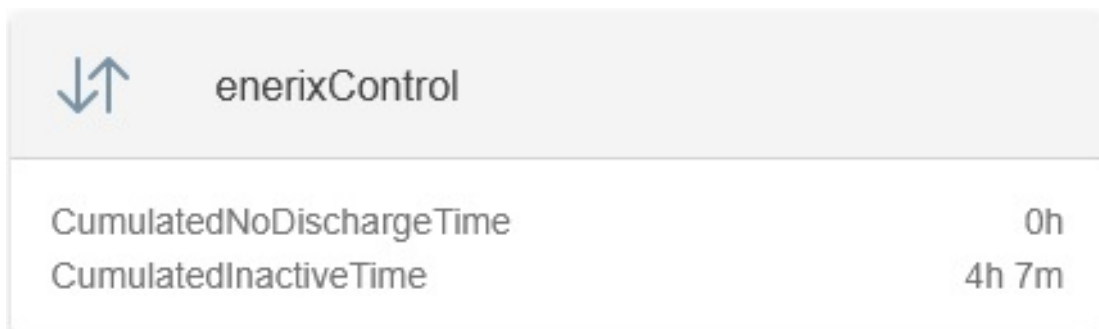 enerixControl
CumulatedNoDischargeTime 0h
CumulatedInactiveTime 4h 7m